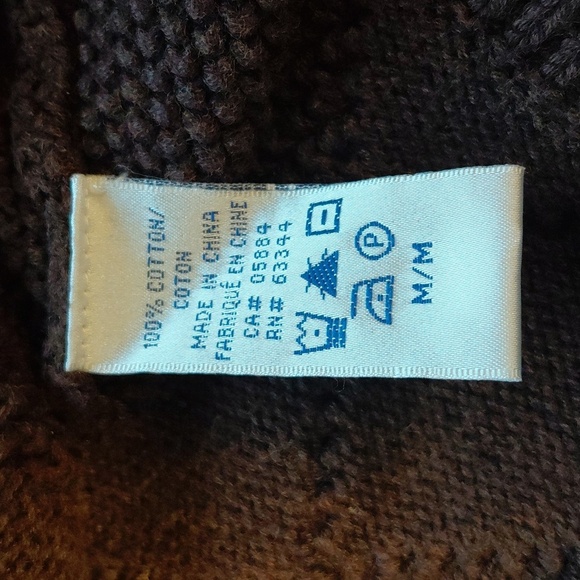 100% COTTON/
COTON
MADE IN CHINA
FABRIQUÉ EN CHINE
CA# 05884
RN# 63344
P
M/M